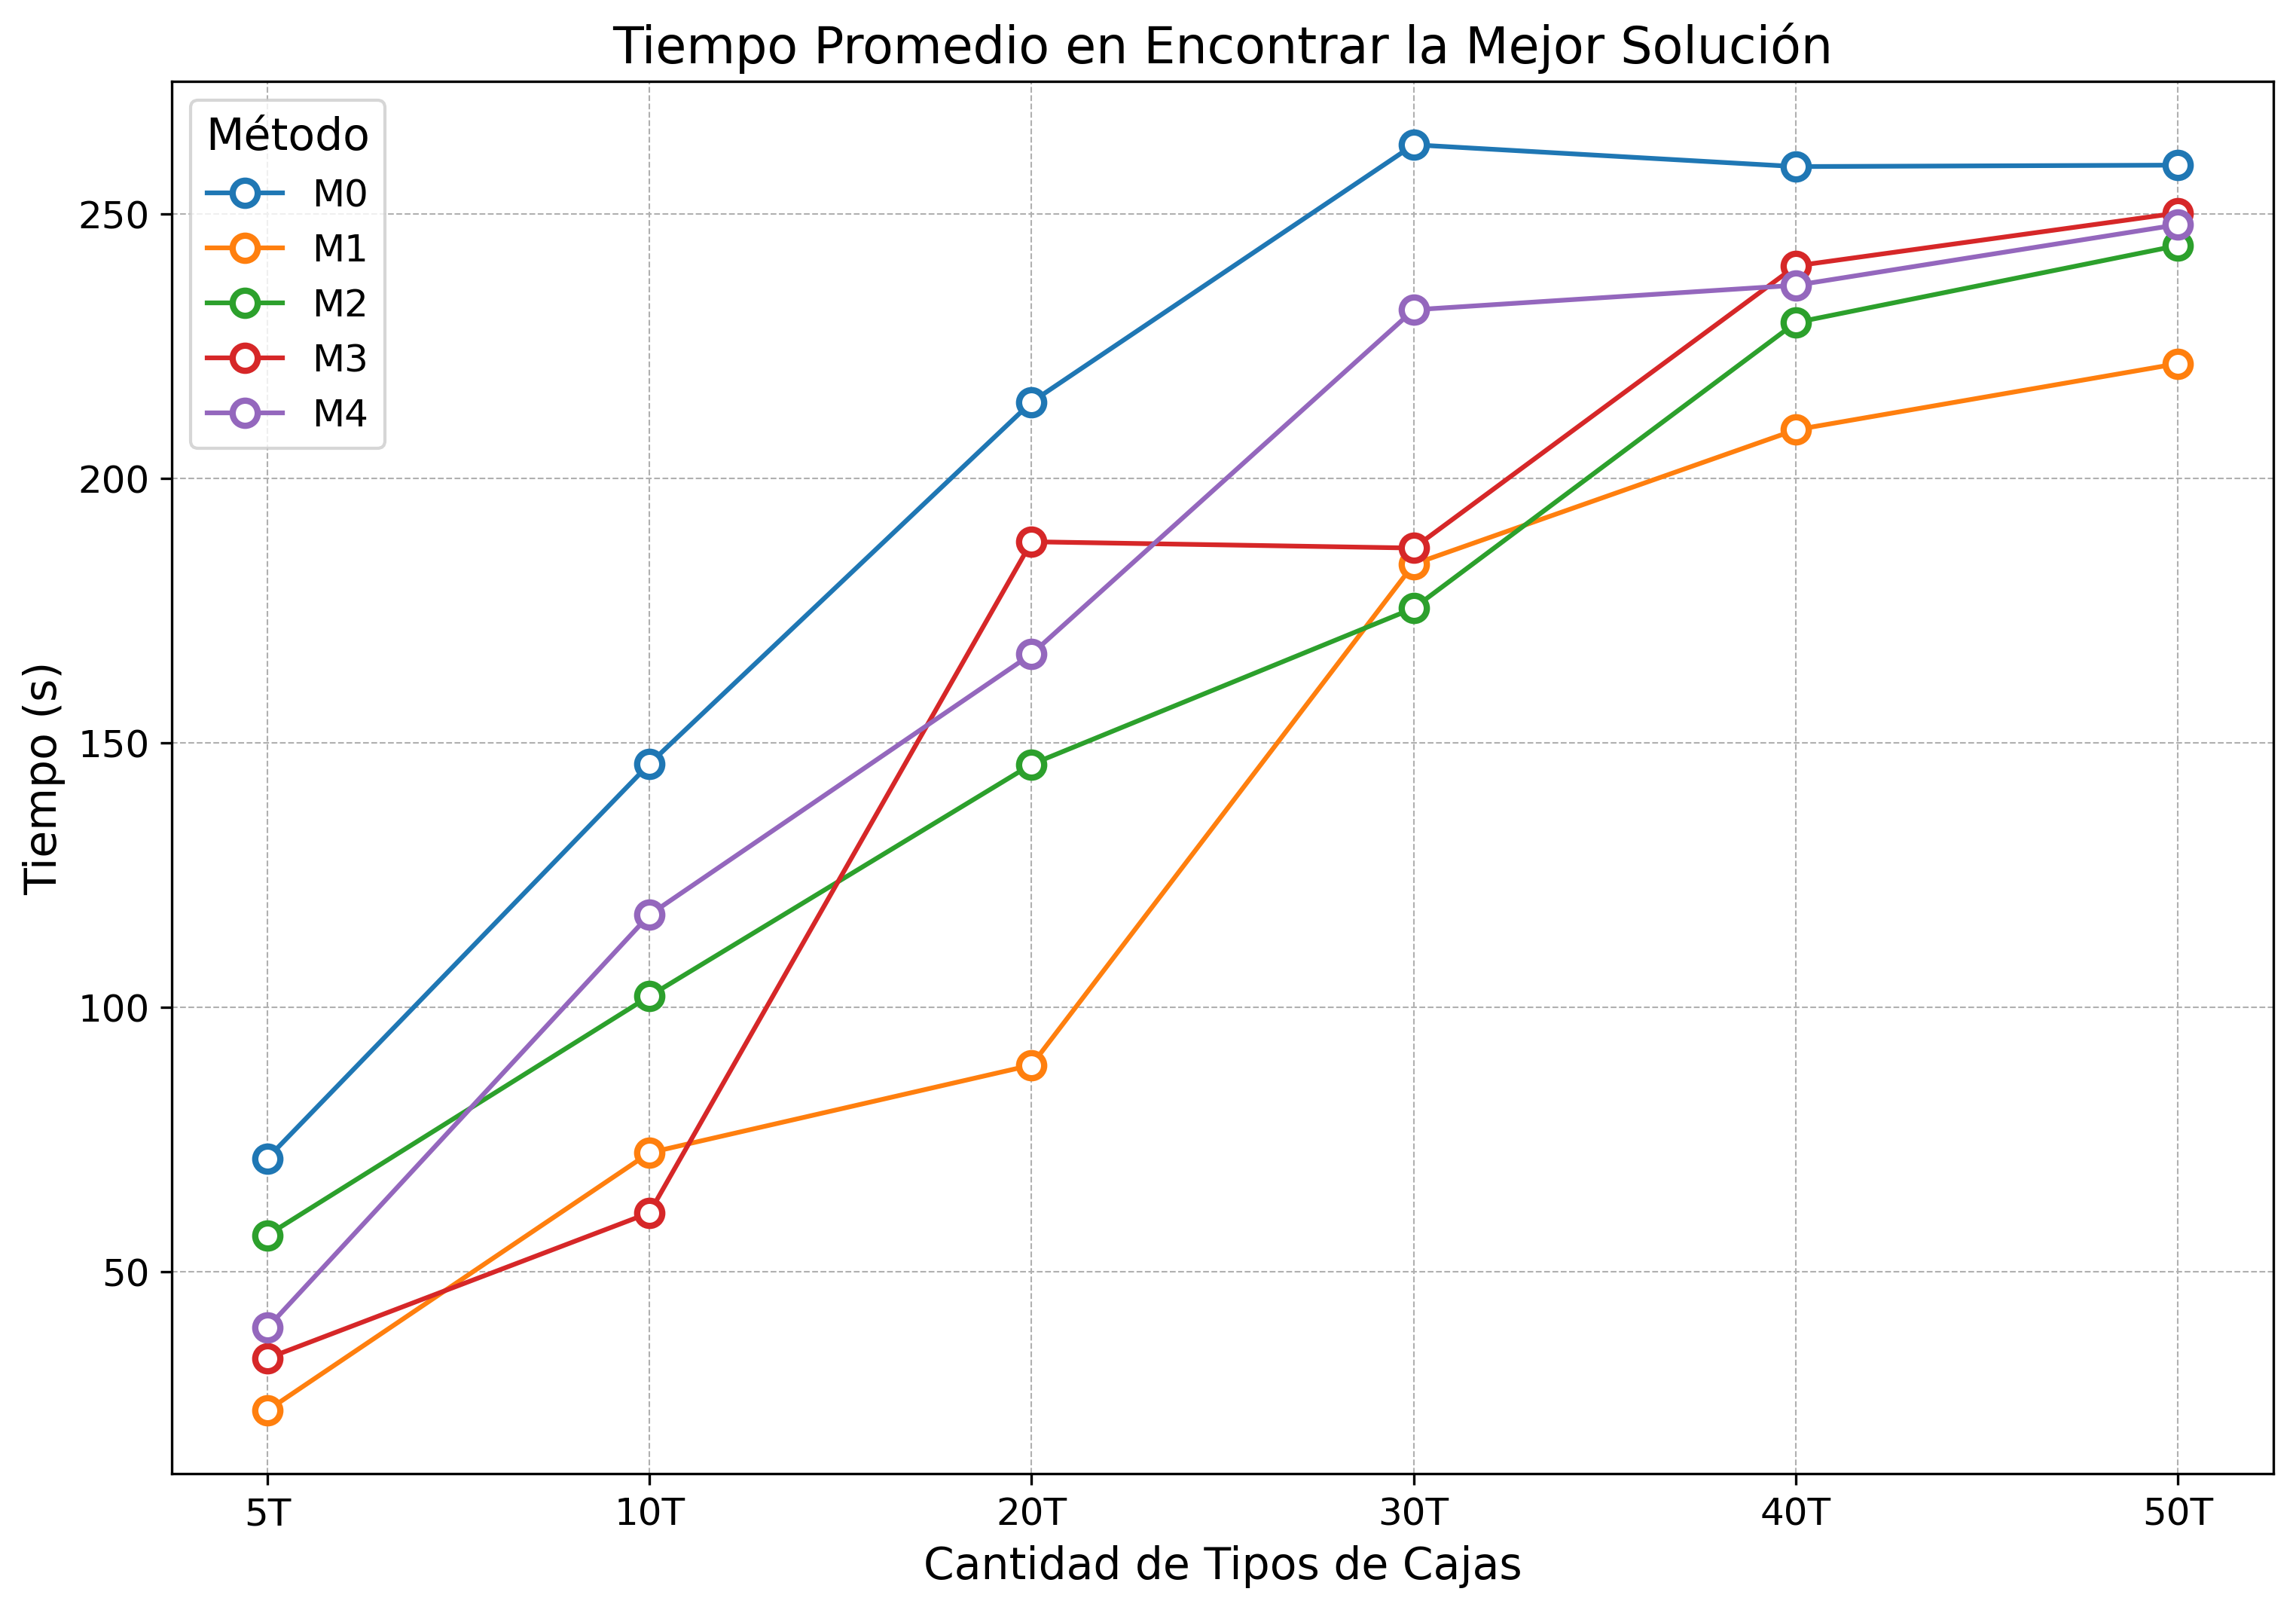 Tiempo Promedio en Encontrar la Mejor Solución
Método
M0
M1
M2
M3
M4
250
200
150
100
50
Tiempo (s)
5T 10T 20T 30T 40T 50T
Cantidad de Tipos de Cajas